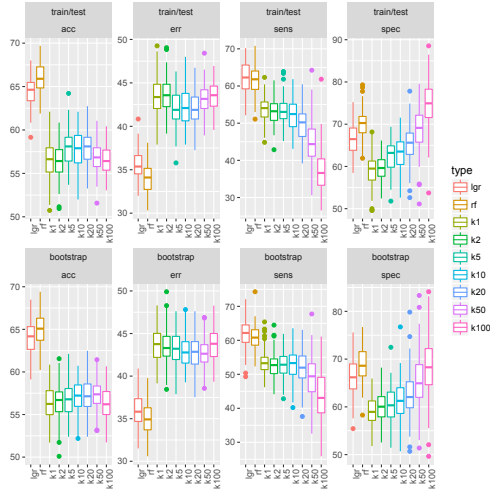 train/test train/test train/test train/test
acc err sens spec
65 50 70 90
60 45 60 80
55 40 50 70
50 35 40 60
30 30 50
lgr rf k1 k2 k5 k10 k20 k50 k100 lgr rf k1 k2 k5 k10 k20 k50 k100 lgr rf k1 k2 k5 k10 k20 k50 k100 lgr rf k1 k2 k5 k10 k20 k50 k100
bootstrap bootstrap bootstrap bootstrap
acc err sens spec
70 50 80
65 45 70 70
60 40 60 60
55 35 50 50
50 30 40
30
lgr rf k1 k2 k5 k10 k20 k50 k100 lgr rf k1 k2 k5 k10 k20 k50 k100 lgr rf k1 k2 k5 k10 k20 k50 k100 lgr rf k1 k2 k5 k10 k20 k50 k100
type
lgr
rf
k1
k2
k5
k10
k20
k50
k100